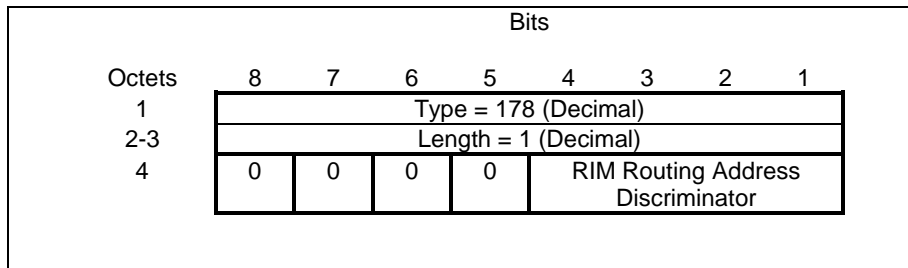 Bits
Octets 8 7 6 5 4 3 2 1
1 Type = 178 (Decimal)
2-3 Length = 1 (Decimal)
4 0 0 0 0 RIM Routing Address
Discriminator